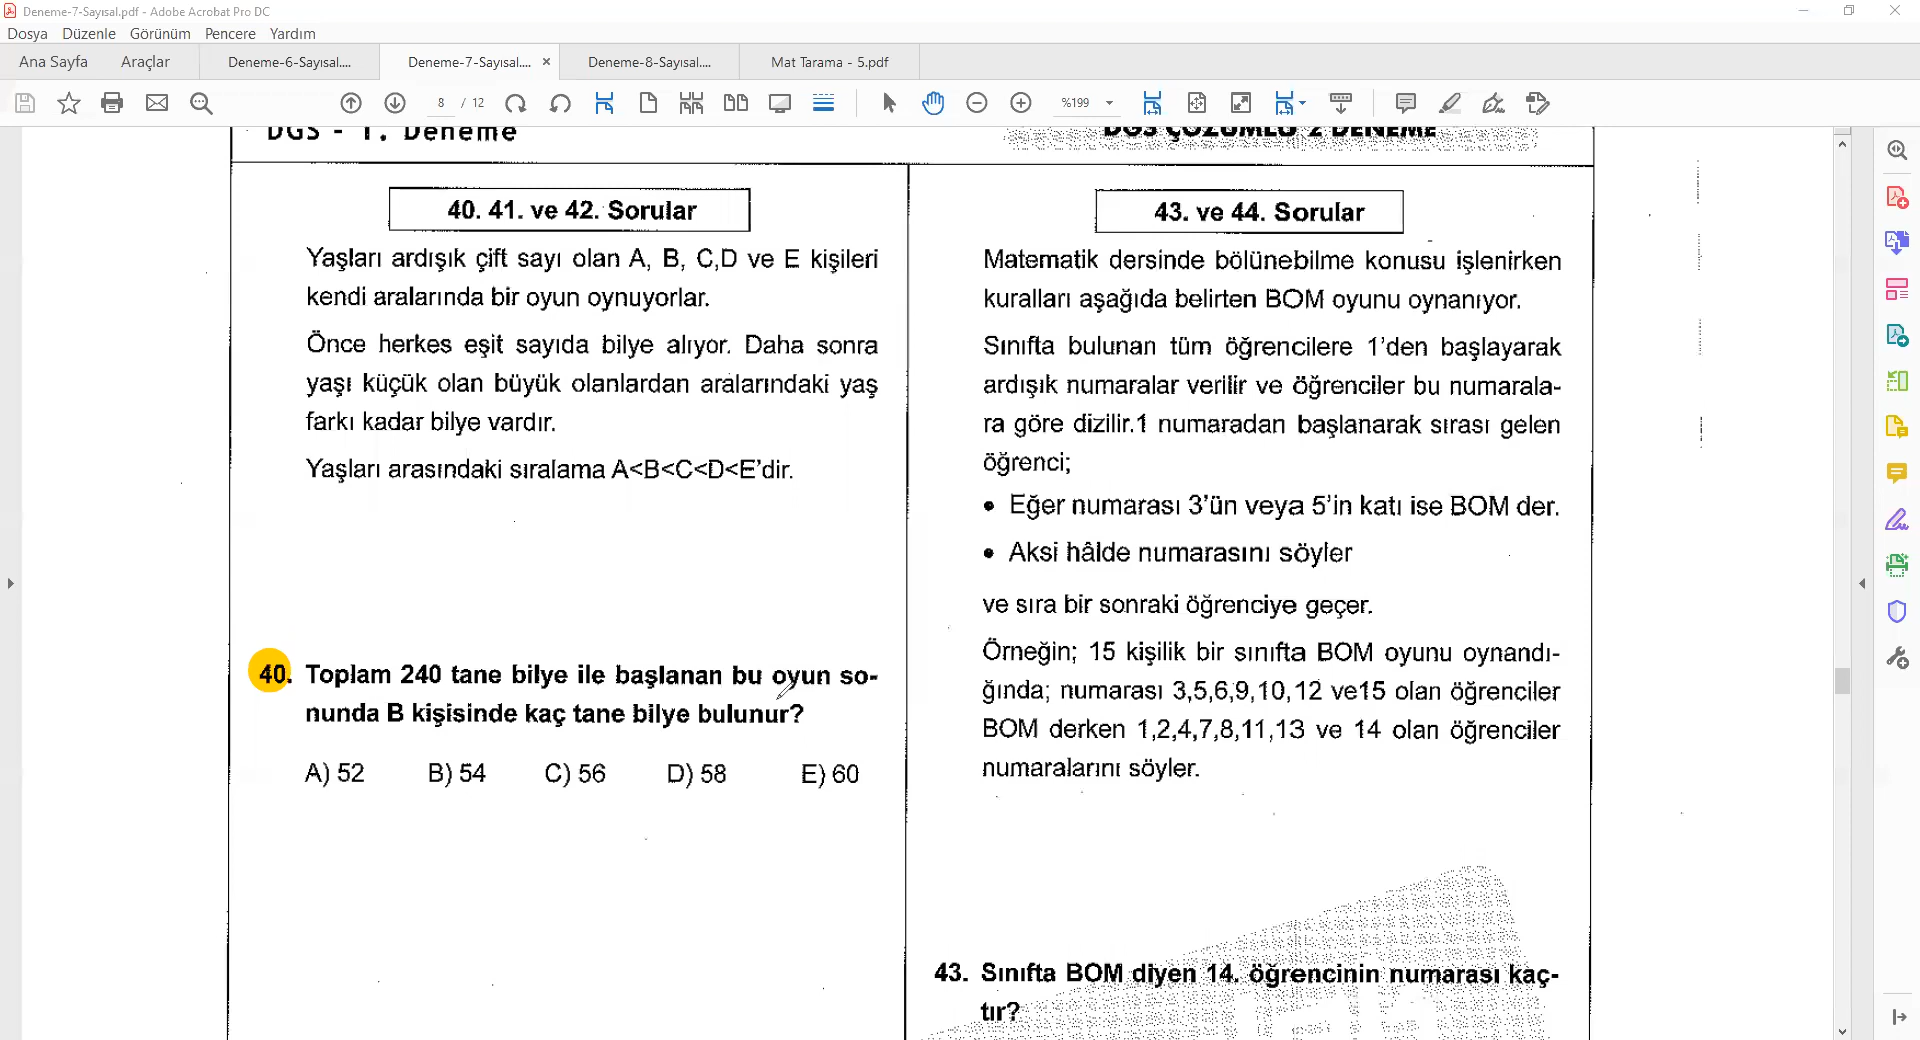 Deneme-7-Sayısal.pdf - Adobe Acrobat Pro DC
Dosya Düzenle Görünüm Pencere Yardım
Ana Sayfa Araçlar Deneme-6-Sayısal.... Deneme-7-Sayısal.... × Deneme-8-Sayısal.... Mat Tarama - 5.pdf
8 / 12 %199
DGS - 1. Deneme
DGS ÇÖZÜMLÜ 2 DENEME
40. 41. ve 42. Sorular
Yaşları ardışık çift sayı olan A, B, C,D ve E kişileri
kendi aralarında bir oyun oynuyorlar.
Önce herkes eşit sayıda bilye alıyor. Daha sonra
yaşı küçük olan büyük olanlardan aralarındaki yaş
farkı kadar bilye vardır.
Yaşları arasındaki sıralama A<B<C<D<E'dir.
40. Toplam 240 tane bilye ile başlanan bu oyun so-
nunda B kişisinde kaç tane bilye bulunur?
A) 52 B) 54 C) 56 D) 58 E) 60
43. ve 44. Sorular
Matematik dersinde bölünebilme konusu işlenirken
kuralları aşağıda belirten BOM oyunu oynanıyor.
Sınıfta bulunan tüm öğrencilere 1'den başlayarak
ardışık numaralar verilir ve öğrenciler bu numarala-
ra göre dizilir.1 numaradan başlanarak sırası gelen
öğrenci;
• Eğer numarası 3'ün veya 5'in katı ise BOM der.
• Aksi hâlde numarasını söyler
ve sıra bir sonraki öğrenciye geçer.
Örneğin; 15 kişilik bir sınıfta BOM oyunu oynandı-
ğında; numarası 3,5,6,9,10,12 ve15 olan öğrenciler
BOM derken 1,2,4,7,8,11,13 ve 14 olan öğrenciler
numaralarını söyler.
43. Sınıfta BOM diyen 14. öğrencinin numarası kaç-
tır?